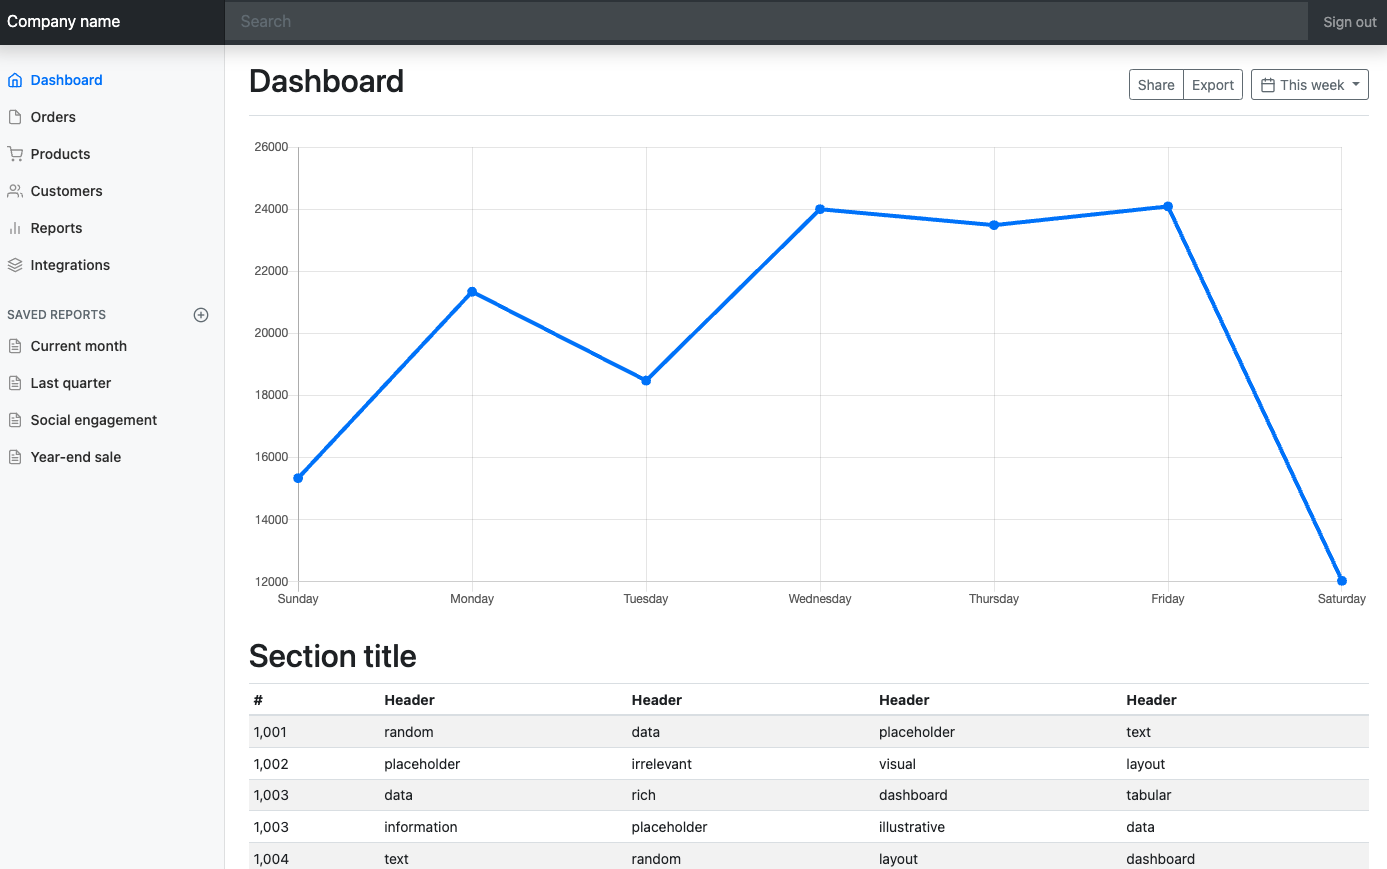 Company name
Search
Sign out
Dashboard
Orders
Products
Customers
Reports
Integrations
SAVED REPORTS
Current month
Last quarter
Social engagement
Year-end sale
Dashboard
Share Export This week
26000
24000
22000
20000
18000
16000
14000
12000
Sunday Monday Tuesday Wednesday Thursday Friday Saturday
Section title
# Header Header Header Header
1,001 random data placeholder text
1,002 placeholder irrelevant visual layout
1,003 data rich dashboard tabular
1,003 information placeholder illustrative data
1,004 text random layout dashboard